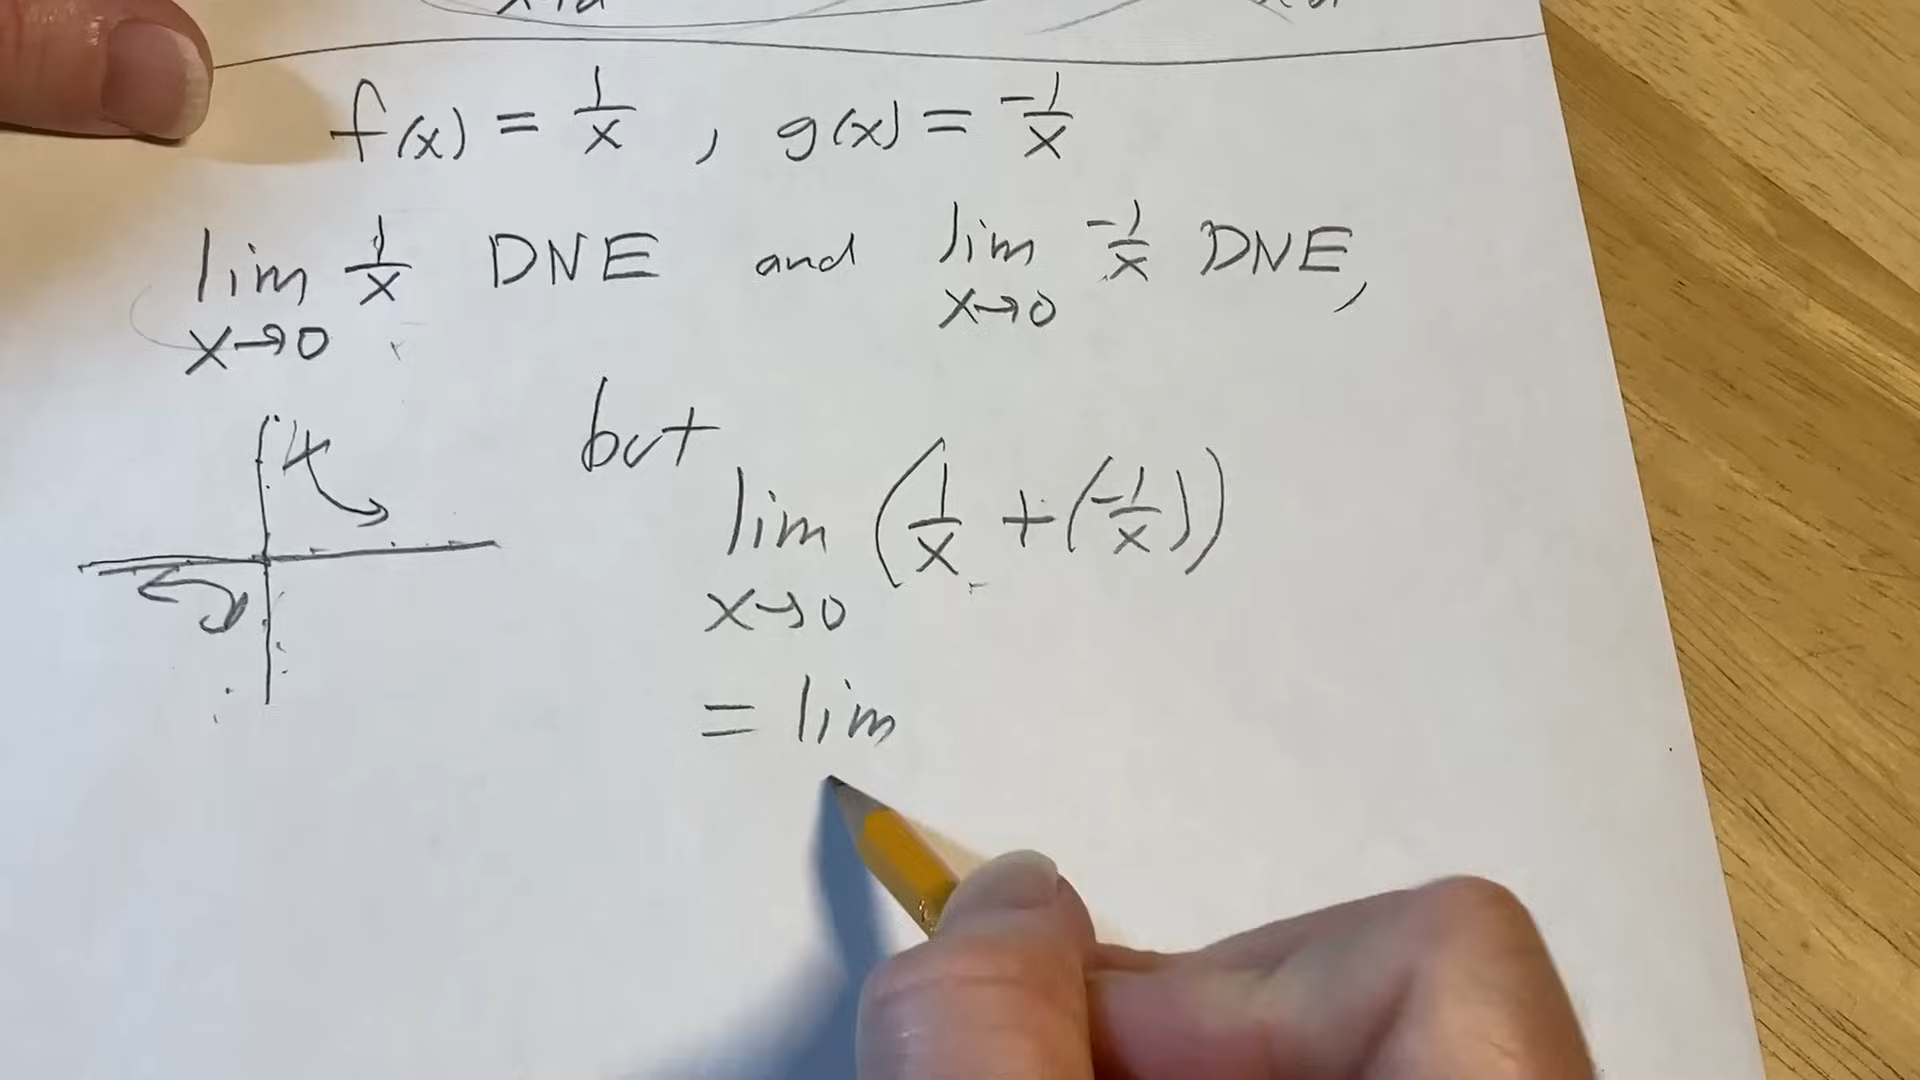 f(x) = 1/x , g(x) = -1/x
lim x→0 1/x DNE and lim x→0 -1/x DNE,
but
lim x→0 (1/x + (-1/x))
= lim